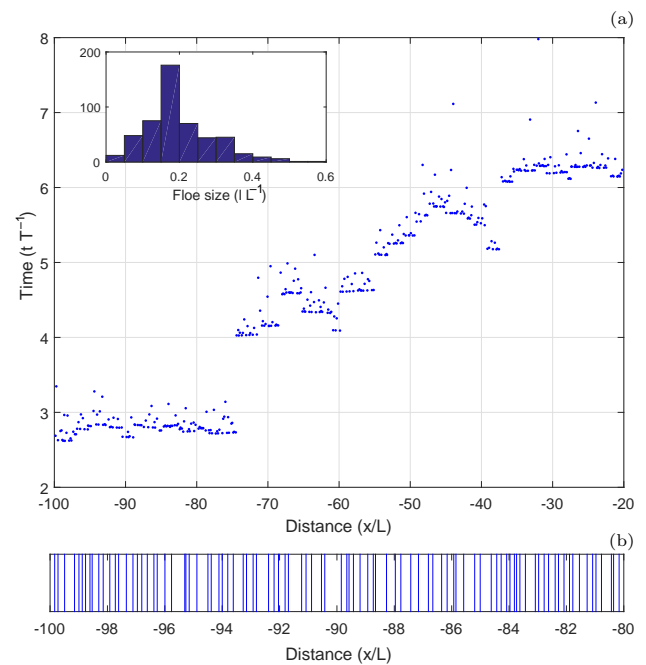 (a)
8
7
6
5
4
3
2
Time (t T⁻¹)
200
100
0
0 0.2 0.4 0.6
Floe size (l L⁻¹)
-100 -90 -80 -70 -60 -50 -40 -30 -20
Distance (x/L)
(b)
-100 -98 -96 -94 -92 -90 -88 -86 -84 -82 -80
Distance (x/L)